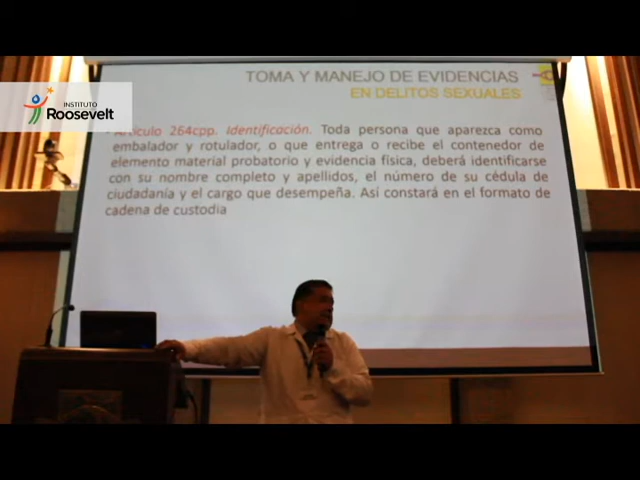 TOMA Y MANEJO DE EVIDENCIAS
EN DELITOS SEXUALES
INSTITUTO
Roosevelt
Artículo 264cpp. Identificación. Toda persona que aparezca como
embalador y rotulador, o que entrega o recibe el contenedor de
elemento material probatorio y evidencia física, deberá identificarse
con su nombre completo y apellidos, el número de su cédula de
ciudadanía y el cargo que desempeña. Así constará en el formato de
cadena de custodia